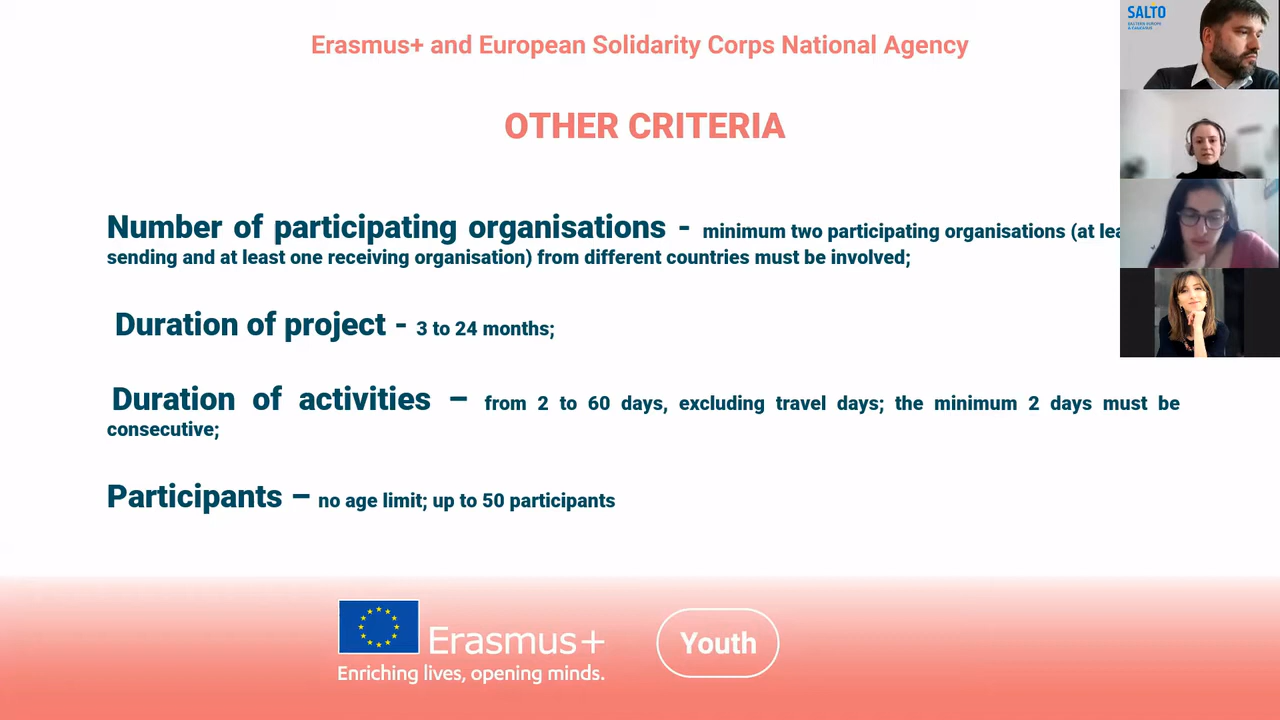 SALTO
EASTERN EUROPE
& CAUCASUS
Erasmus+ and European Solidarity Corps National Agency
OTHER CRITERIA
Number of participating organisations - minimum two participating organisations (at
sending and at least one receiving organisation) from different countries must be involved;
Duration of project - 3 to 24 months;
Duration of activities – from 2 to 60 days, excluding travel days; the minimum 2 days must be
consecutive;
Participants – no age limit; up to 50 participants
Erasmus+
Enriching lives, opening minds.
Youth